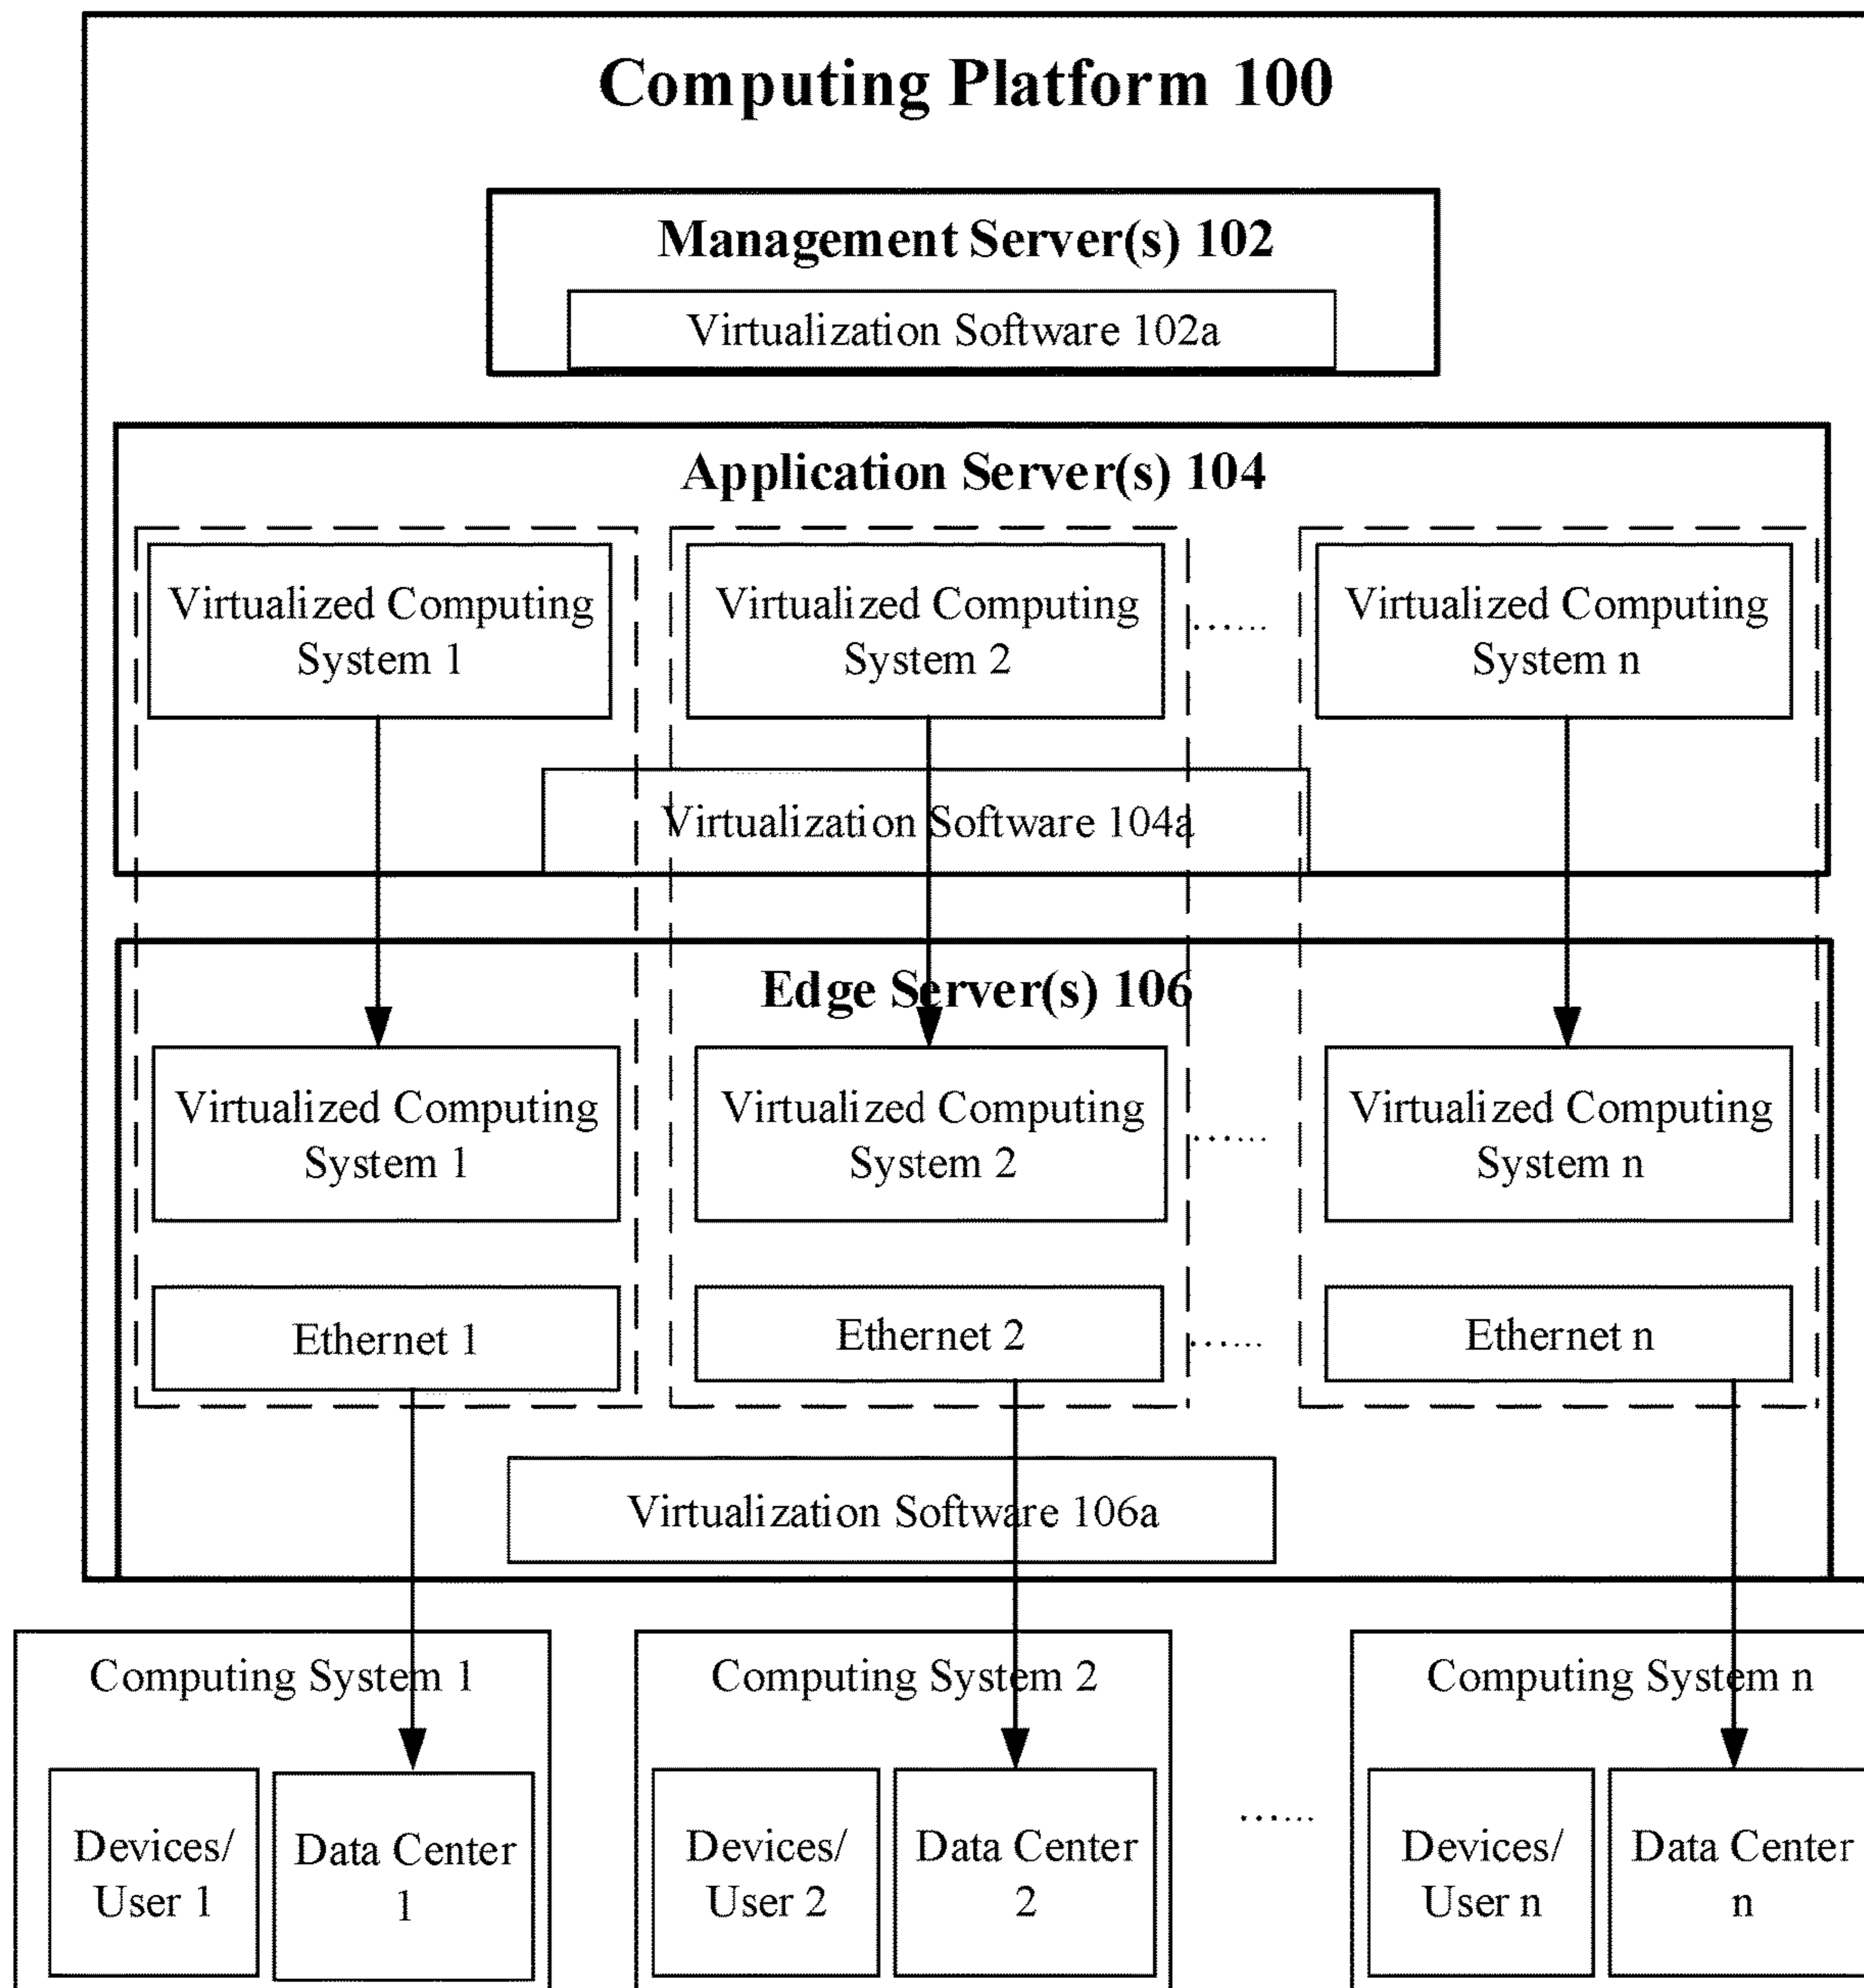 Computing Platform 100
Management Server(s) 102
Virtualization Software 102a
Application Server(s) 104
Virtualized Computing
System 1
Virtualized Computing
System 2
......
Virtualized Computing
System n
Virtualization Software 104a
Edge Server(s) 106
Virtualized Computing
System 1
Virtualized Computing
System 2
......
Virtualized Computing
System n
Ethernet 1
Ethernet 2
......
Ethernet n
Virtualization Software 106a
Computing System 1
Devices/
User 1
Data Center
1
Computing System 2
Devices/
User 2
Data Center
2
......
Computing System n
Devices/
User n
Data Center
n